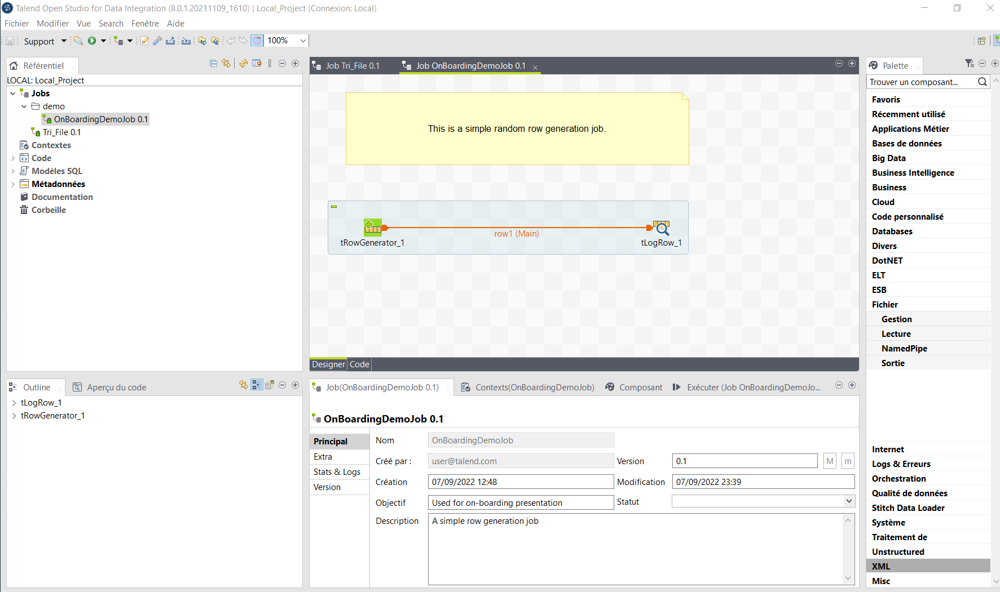 Talend Open Studio for Data Integration (8.0.1.20211109_1610) | Local_Project (Connexion: Local)
Fichier Modifier Vue Search Fenêtre Aide
Support 100%
Référentiel
LOCAL: Local_Project
Jobs
demo
OnBoardingDemoJob 0.1
Tri_File 0.1
Contextes
Code
Modèles SQL
Métadonnées
Documentation
Corbeille
Job Tri_File 0.1 Job OnBoardingDemoJob 0.1
This is a simple random row generation job.
row1 (Main)
tRowGenerator_1 tLogRow_1
Designer Code
Palette
Trouver un composant...
Favoris
Récemment utilisé
Applications Métier
Bases de données
Big Data
Business Intelligence
Business
Cloud
Code personnalisé
Databases
Divers
DotNET
ELT
ESB
Fichier
Gestion
Lecture
NamedPipe
Sortie
Internet
Logs & Erreurs
Orchestration
Qualité de données
Stitch Data Loader
Système
Traitement de
Unstructured
XML
Misc
Outline Aperçu du code
tLogRow_1
tRowGenerator_1
Job(OnBoardingDemoJob 0.1) Contexts(OnBoardingDemoJob) Composant Exécuter (Job OnBoardingDemoJo...
OnBoardingDemoJob 0.1
Principal
Extra
Stats & Logs
Version
Nom OnBoardingDemoJob
Créé par : user@talend.com Version 0.1 M m
Création 07/09/2022 12:48 Modification 07/09/2022 23:39
Objectif Used for on-boarding presentation Statut
Description A simple row generation job